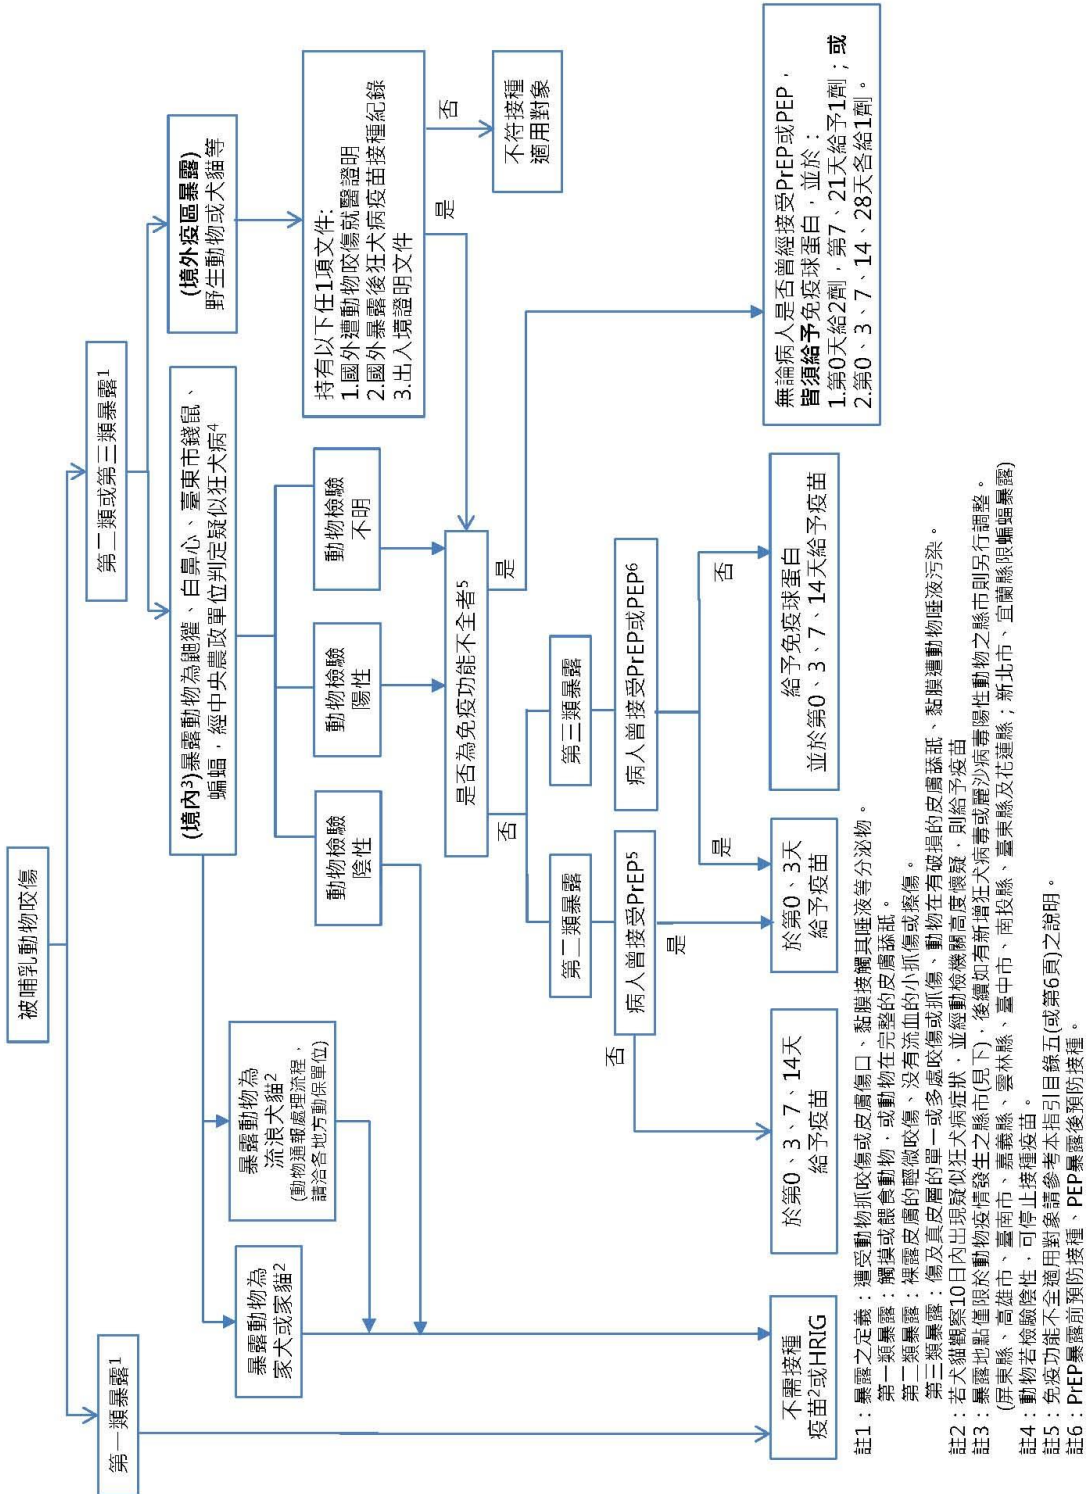 被哺乳動物咬傷
第一類暴露1
第二類或第三類暴露1
暴露動物為
家犬或家貓2
暴露動物為
流浪犬貓2
(動物通報處理流程，
請洽各地方動保單位)
(境內3)暴露動物為鼬獾、白鼻心、臺東市錢鼠、
蝙蝠，經中央農政單位判定疑似狂犬病4
(境外疫區暴露)
野生動物或犬貓等
動物檢驗
陰性
動物檢驗
陽性
動物檢驗
不明
持有以下任1項文件:
1.國外遭動物咬傷就醫證明
2.國外暴露後狂犬病疫苗接種紀錄
3.出入境證明文件
是
否
不符接種
適用對象
是否為免疫功能不全者5
否
是
第二類暴露
第三類暴露
病人曾接受PrEP5
病人曾接受PrEP或PEP6
否
是
是
否
不需接種
疫苗2或HRIG
於第0、3、7、14天
給予疫苗
於第0、3天
給予疫苗
給予免疫球蛋白
並於第0、3、7、14天給予疫苗
無論病人是否曾經接受PrEP或PEP，
皆須給予免疫球蛋白，並於：
1.第0天給2劑，第7、21天給予1劑；或
2.第0、3、7、14、28天各給1劑。
註1：暴露之定義：遭受動物抓咬傷或皮膚傷口、黏膜接觸其唾液等分泌物。
第一類暴露：觸摸或餵食動物，或動物在完整的皮膚舔舐。
第二類暴露：裸露皮膚的輕微咬傷、沒有流血的小抓傷或擦傷。
第三類暴露：傷及真皮層的單一或多處咬傷或抓傷、動物在有破損的皮膚舔舐、黏膜遭動物唾液污染。
註2：若犬貓觀察10日內出現疑似狂犬病症狀，並經動檢機關高度懷疑，則給予疫苗
註3：暴露地點僅限於動物疫情發生之縣市(見下)，後續如有新增狂犬病毒或麗沙病毒陽性動物之縣市則另行調整。
(屏東縣、高雄市、臺南市、嘉義縣、雲林縣、臺中市、南投縣、臺東縣及花蓮縣；新北市、宜蘭縣限蝙蝠暴露)
註4：動物若檢驗陰性，可停止接種疫苗。
註5：免疫功能不全適用對象請參考本指引目錄五(或第6頁)之說明。
註6：PrEP暴露前預防接種、PEP暴露後預防接種。